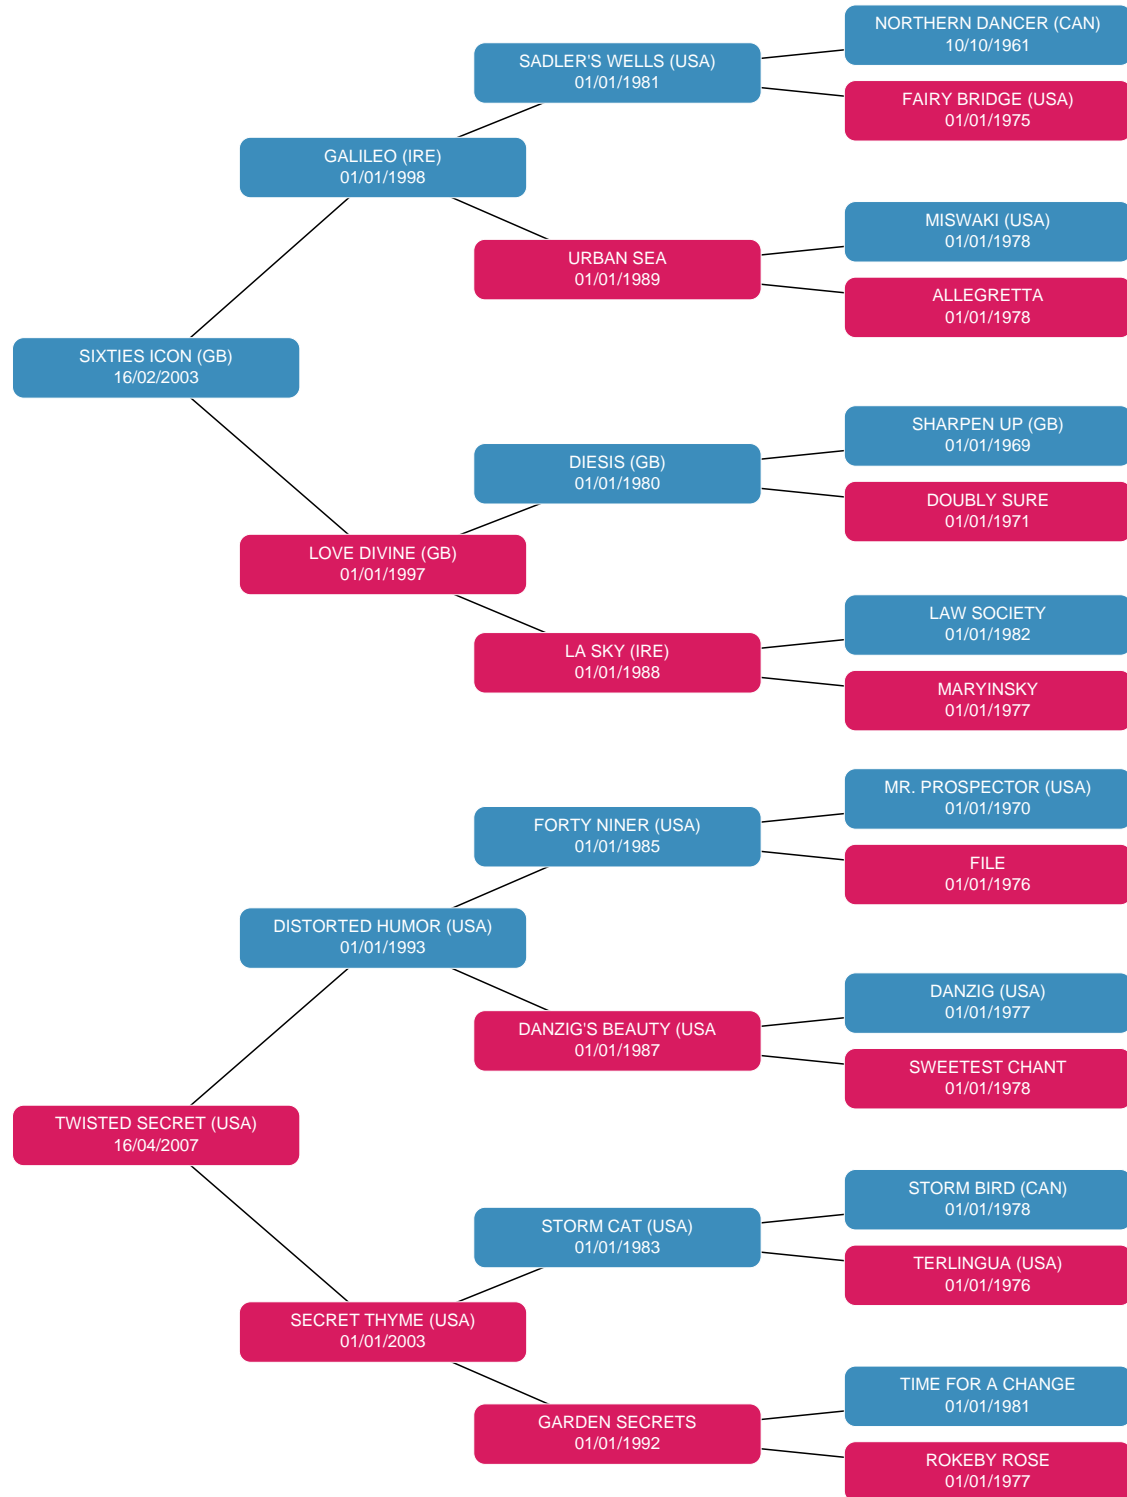 NORTHERN DANCER (CAN)
10/10/1961
SADLER'S WELLS (USA)
01/01/1981
FAIRY BRIDGE (USA)
01/01/1975
GALILEO (IRE)
01/01/1998
MISWAKI (USA)
01/01/1978
URBAN SEA
01/01/1989
ALLEGRETTA
01/01/1978
SIXTIES ICON (GB)
16/02/2003
SHARPEN UP (GB)
01/01/1969
DIESIS (GB)
01/01/1980
DOUBLY SURE
01/01/1971
LOVE DIVINE (GB)
01/01/1997
LAW SOCIETY
01/01/1982
LA SKY (IRE)
01/01/1988
MARYINSKY
01/01/1977
MR. PROSPECTOR (USA)
01/01/1970
FORTY NINER (USA)
01/01/1985
FILE
01/01/1976
DISTORTED HUMOR (USA)
01/01/1993
DANZIG (USA)
01/01/1977
DANZIG'S BEAUTY (USA
01/01/1987
SWEETEST CHANT
01/01/1978
TWISTED SECRET (USA)
16/04/2007
STORM BIRD (CAN)
01/01/1978
STORM CAT (USA)
01/01/1983
TERLINGUA (USA)
01/01/1976
SECRET THYME (USA)
01/01/2003
TIME FOR A CHANGE
01/01/1981
GARDEN SECRETS
01/01/1992
ROKEBY ROSE
01/01/1977